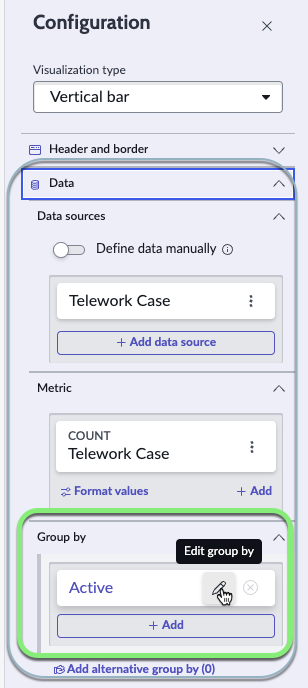 Configuration
Visualization type
Vertical bar
Header and border
Data
Data sources
Define data manually
Telework Case
+ Add data source
Metric
COUNT
Telework Case
Format values + Add
Group by
Edit group by
Active
+ Add
Add alternative group by (0)